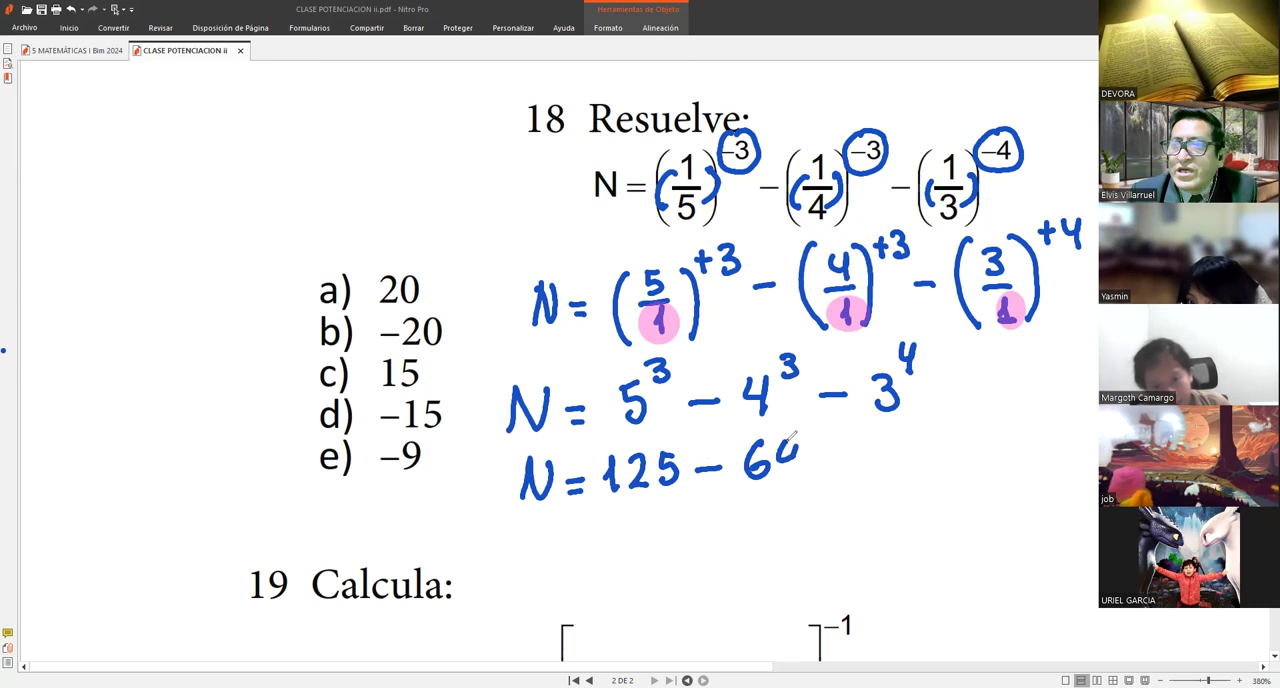 CLASE POTENCIACION ii.pdf - Nitro Pro
Herramientas de Objeto
Archivo Inicio Convertir Revisar Disposición de Página Formularios Compartir Borrar Proteger Personalizar Ayuda Formato Alineación
5 MATEMÁTICAS I Bim 2024 CLASE POTENCIACION ii
18 Resuelve:
N = (1/5)^-3 - (1/4)^-3 - (1/3)^-4
N = (5/1)^+3 - (4/1)^+3 - (3/1)^+4
N = 5^3 - 4^3 - 3^4
N = 125 - 64
a) 20
b) -20
c) 15
d) -15
e) -9
19 Calcula:
[ ]^-1
DEVORA
Elvis Villarruel
Yasmin
Margoth Camargo
job
URIEL GARCIA
2 DE 2
380%